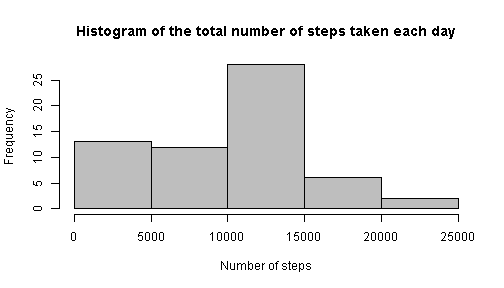 Histogram of the total number of steps taken each day
Frequency
25
20
15
10
5
0
0 5000 10000 15000 20000 25000
Number of steps